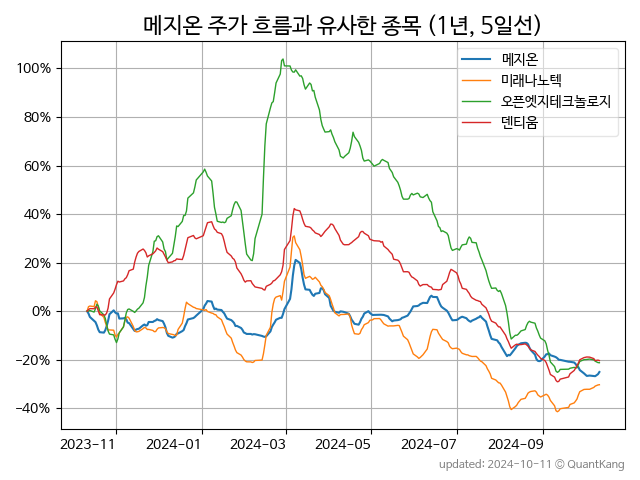 메지온 주가 흐름과 유사한 종목 (1년, 5일선)
메지온
미래나노텍
오픈엣지테크놀로지
덴티움
100%
80%
60%
40%
20%
0%
−20%
−40%
2023-11 2024-01 2024-03 2024-05 2024-07 2024-09
updated: 2024-10-11 © QuantKang